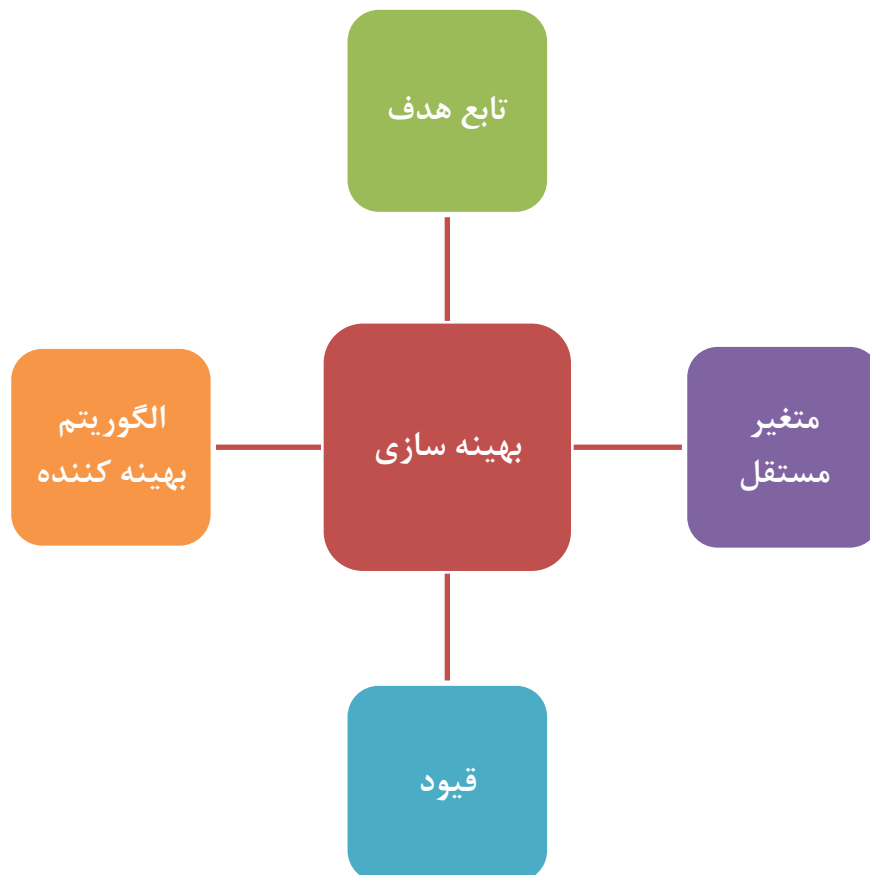 تابع هدف
متغیر
مستقل
بهینه سازی
الگوریتم
بهینه کننده
قیود